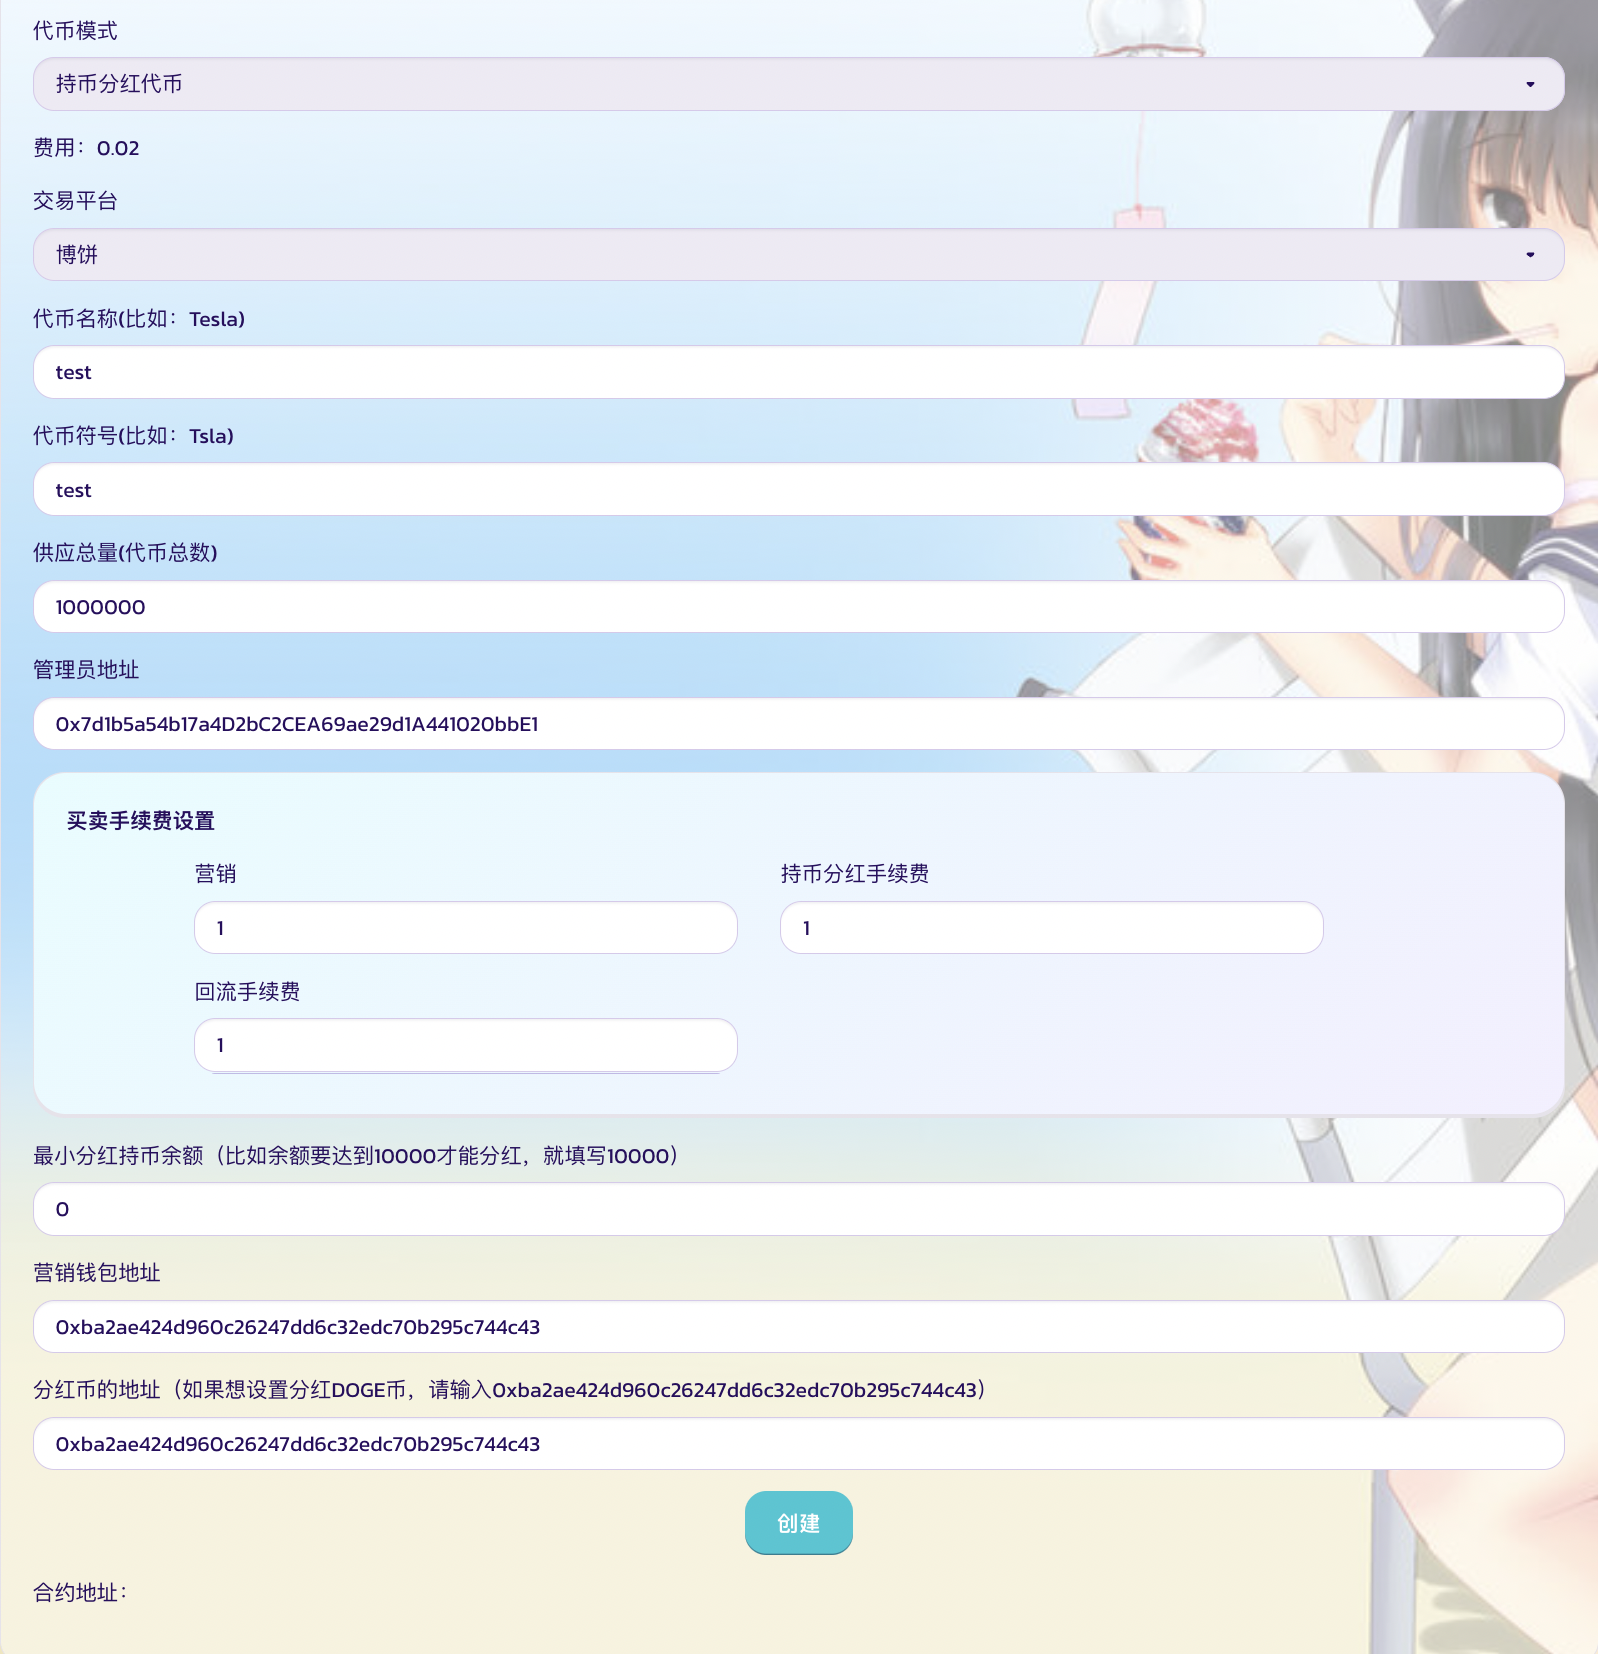 代币模式
持币分红代币
费用：0.02
交易平台
博饼
代币名称(比如：Tesla)
test
代币符号(比如：Tsla)
test
供应总量(代币总数)
1000000
管理员地址
0x7d1b5a54b17a4D2bC2CEA69ae29d1A441020bbE1
买卖手续费设置
营销
持币分红手续费
1
1
回流手续费
1
最小分红持币余额（比如余额要达到10000才能分红，就填写10000）
0
营销钱包地址
0xba2ae424d960c26247dd6c32edc70b295c744c43
分红币的地址（如果想设置分红DOGE币，请输入0xba2ae424d960c26247dd6c32edc70b295c744c43）
0xba2ae424d960c26247dd6c32edc70b295c744c43
创建
合约地址：